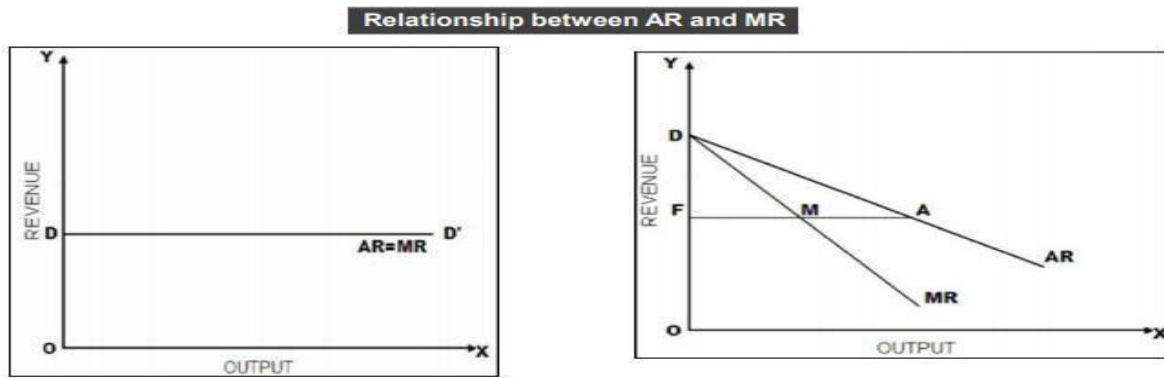 Relationship between AR and MR
Y
REVENUE
D
D'
AR=MR
O
X
OUTPUT
Y
REVENUE
D
F
M
A
AR
MR
O
X
OUTPUT